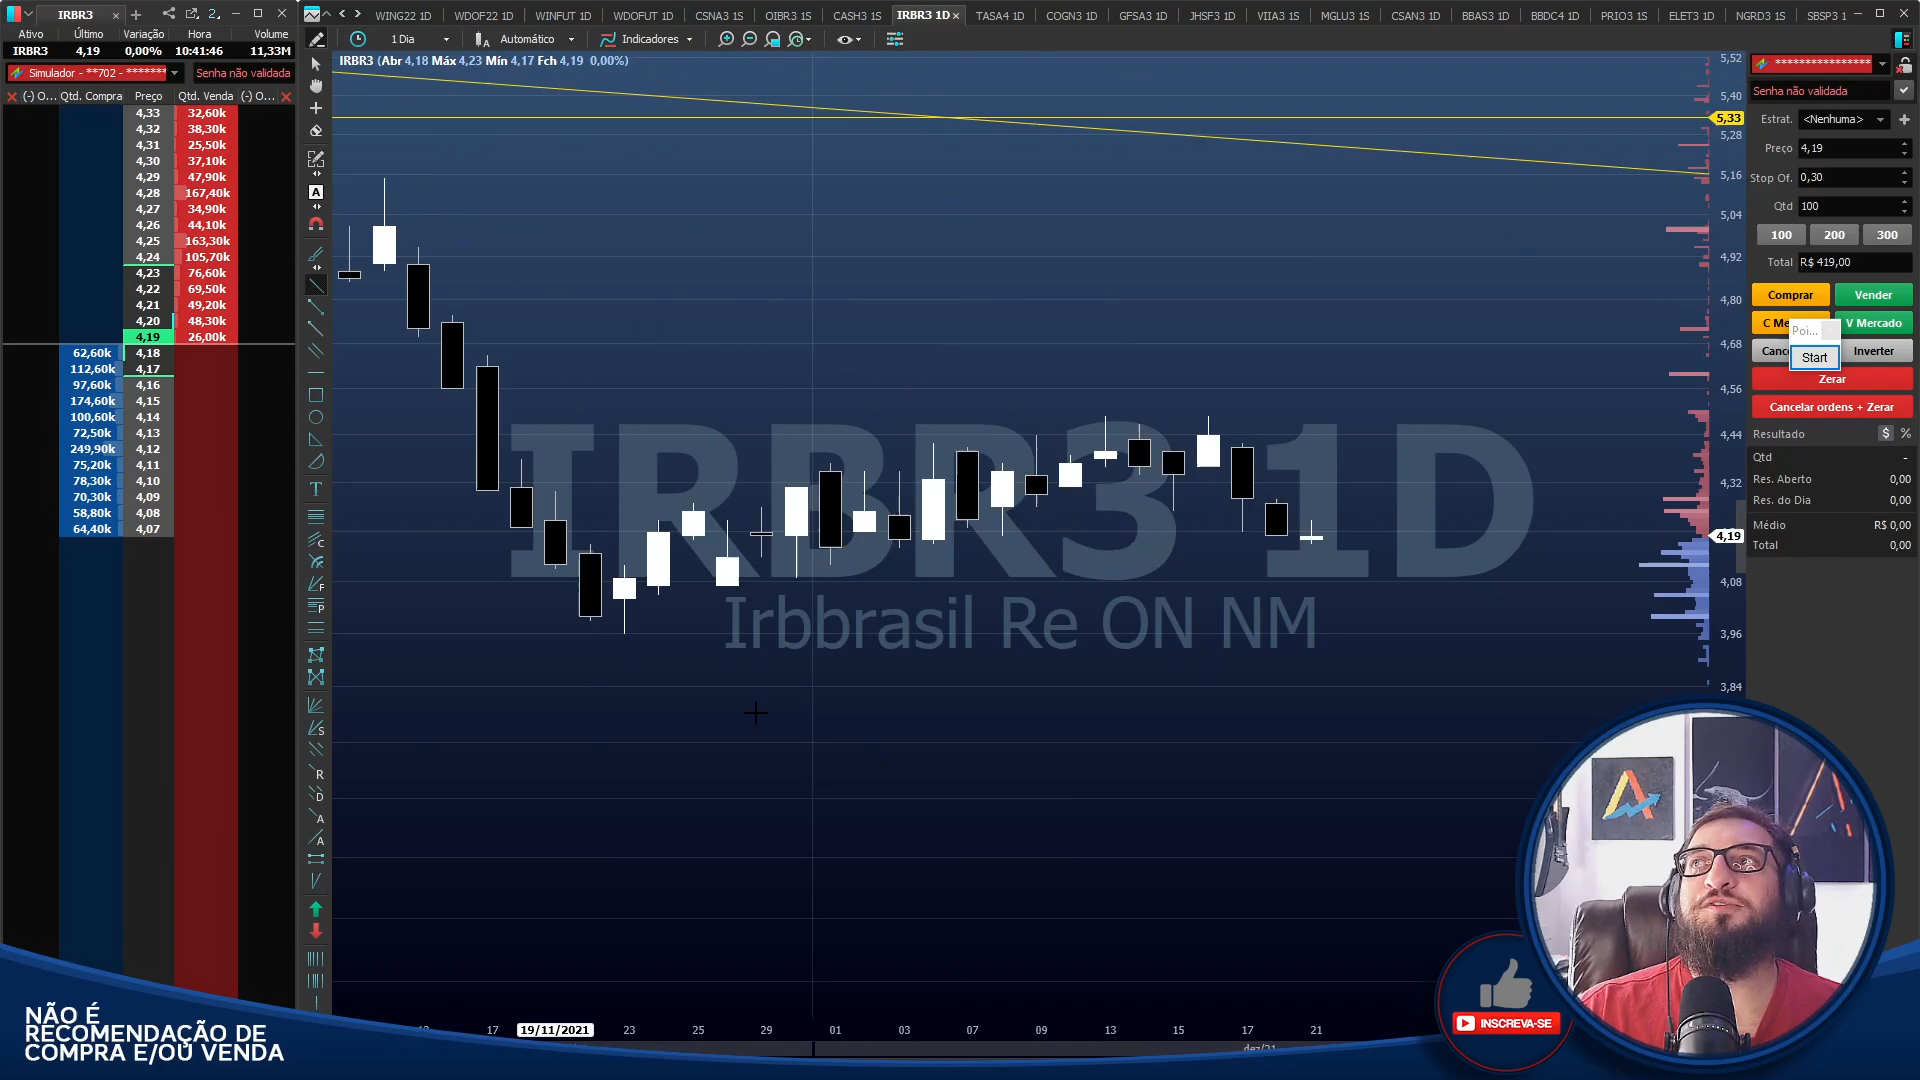 IRBR3
2
WING22 1D
WDOF22 1D
WINFUT 1D
WDOFUT 1D
CSNA3 1S
OIBR3 1S
CASH3 1S
IRBR3 1D
TASA4 1D
COGN3 1D
GFSA3 1D
JHSF3 1D
VIIA3 1S
MGLU3 1S
CSAN3 1D
BBAS3 1D
BBDC4 1D
PRIO3 1S
ELET3 1D
NGRD3 1S
SBSP3 1
Ativo Último Variação Hora Volume
IRBR3 4,19 0,00% 10:41:46 11,33M
1 Dia
Automático
Indicadores
Simulador - **702 - *******
Senha não validada
(-) O... Qtd. Compra Preço Qtd. Venda (-) O...
4,33 32,60k
4,32 38,30k
4,31 25,50k
4,30 37,10k
4,29 47,90k
4,28 167,40k
4,27 34,90k
4,26 44,10k
4,25 163,30k
4,24 105,70k
4,23 76,60k
4,22 69,50k
4,21 49,20k
4,20 48,30k
4,19 26,00k
62,60k 4,18
112,60k 4,17
97,60k 4,16
174,60k 4,15
100,60k 4,14
72,50k 4,13
249,90k 4,12
75,20k 4,11
78,30k 4,10
70,30k 4,09
58,80k 4,08
64,40k 4,07
IRBR3 (Abr 4,18 Máx 4,23 Mín 4,17 Fch 4,19 0,00%)
IRBR3 1D
Irbbrasil Re ON NM
5,52
5,40
5,33
5,28
5,16
5,04
4,92
4,80
4,68
4,56
4,44
4,32
4,19
4,08
3,96
3,84
17
19/11/2021
23
25
29
01
03
07
09
13
15
17
21
****************
Senha não validada
Estrat. <Nenhuma>
Preço 4,19
Stop Of. 0,30
Qtd 100
100 200 300
Total R$ 419,00
Comprar Vender
C Me V Mercado
Poi...
Start
Canc Inverter
Zerar
Cancelar ordens + Zerar
Resultado $ %
Qtd -
Res. Aberto 0,00
Res. do Dia 0,00
Médio R$ 0,00
Total 0,00
NÃO É
RECOMENDAÇÃO DE
COMPRA E/OU VENDA
INSCREVA-SE